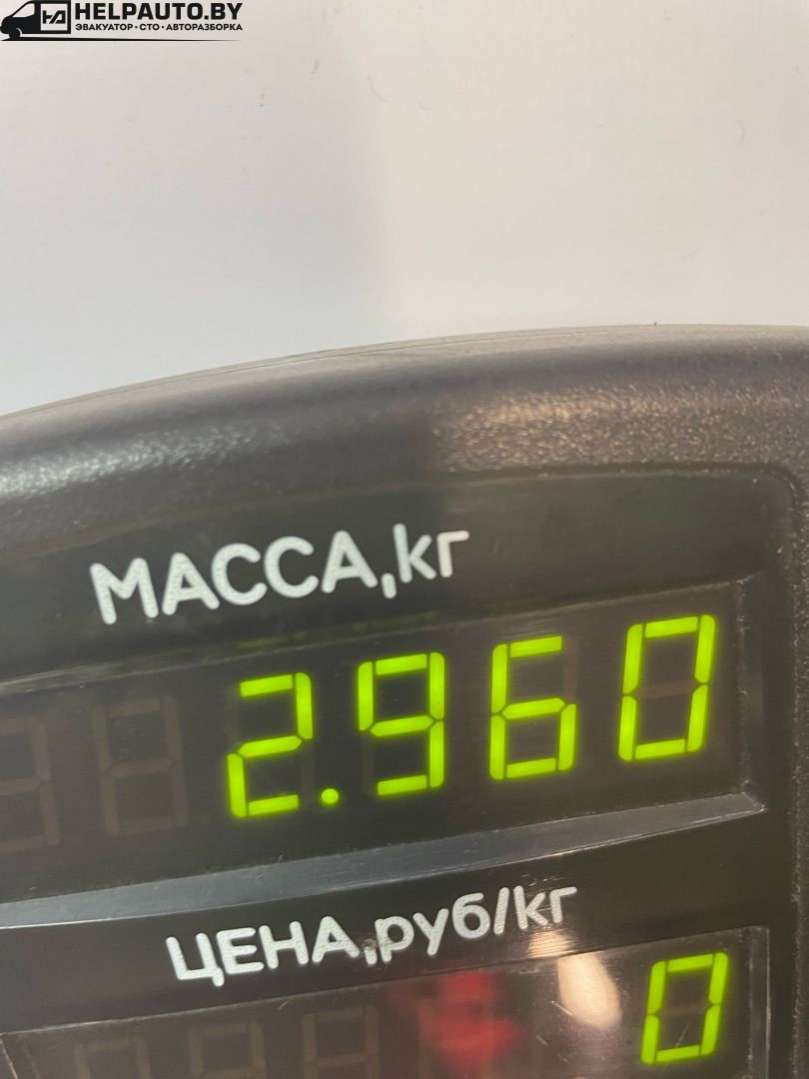 HELPAUTO.BY
ЭВАКУАТОР • СТО • АВТОРАЗБОРКА
МАССА,кг
2.960
ЦЕНА,руб/кг
0